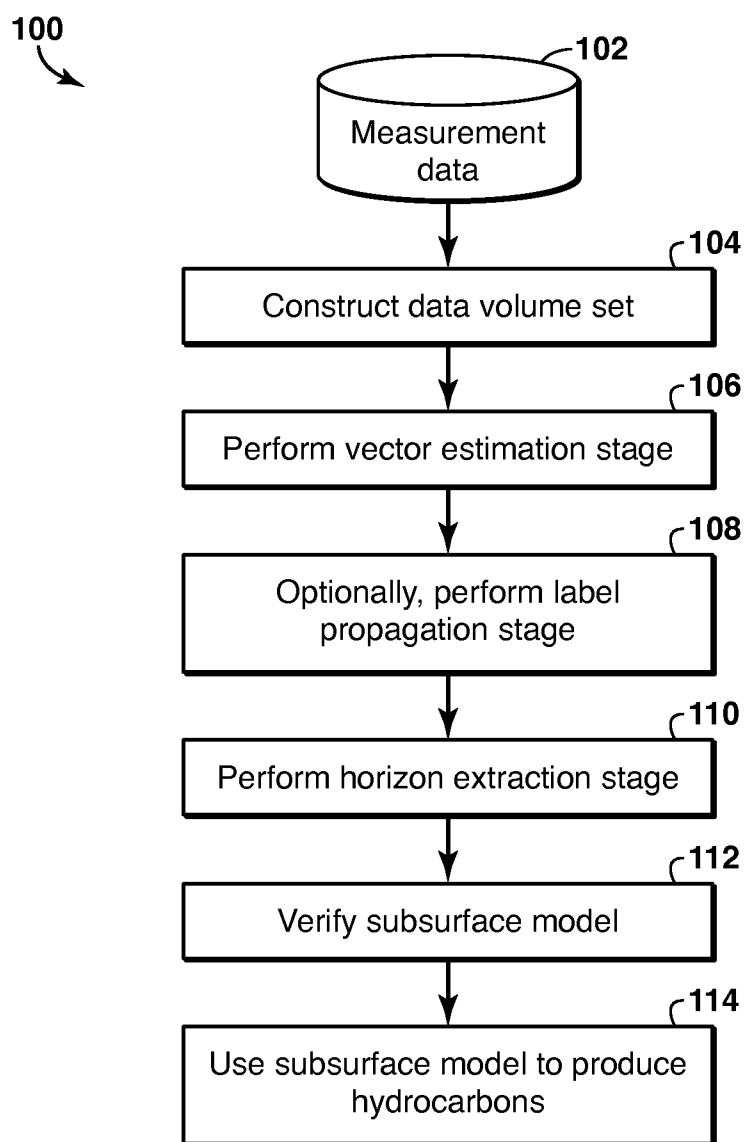 100
102
Measurement
data
104
Construct data volume set
106
Perform vector estimation stage
108
Optionally, perform label
propagation stage
110
Perform horizon extraction stage
112
Verify subsurface model
114
Use subsurface model to produce
hydrocarbons